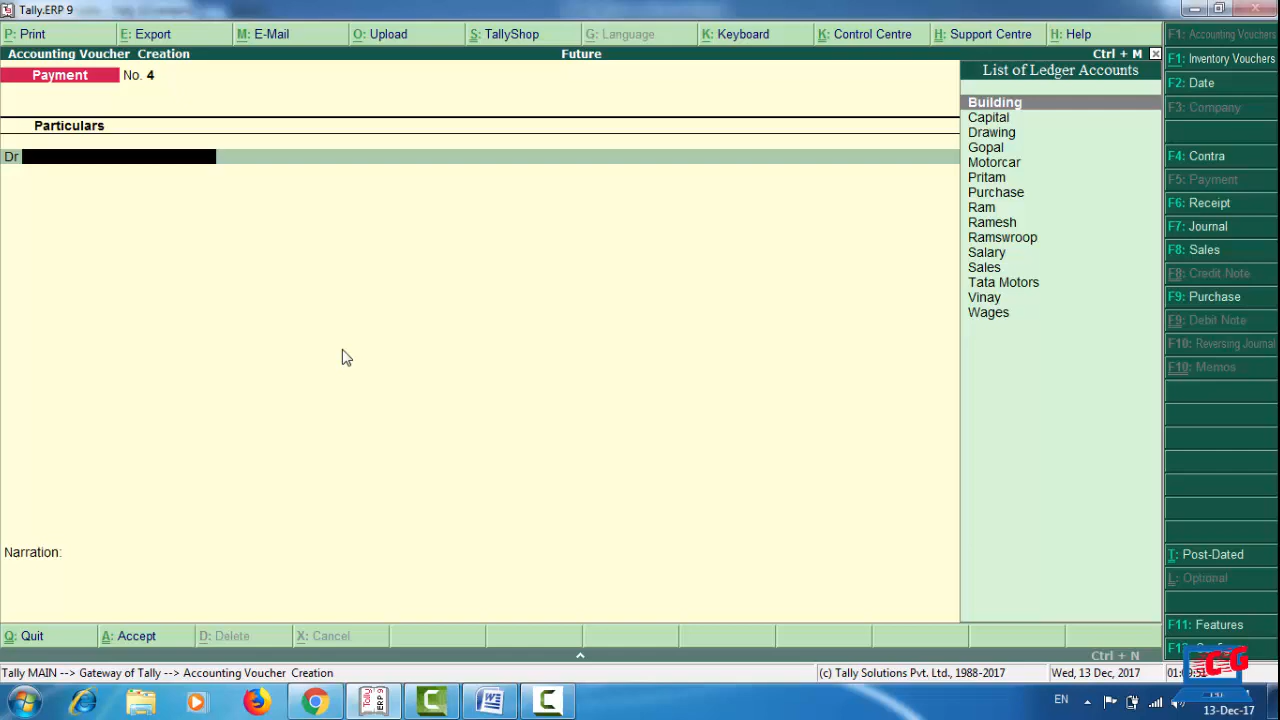 Tally.ERP 9
P: Print E: Export M: E-Mail O: Upload S: TallyShop G: Language K: Keyboard K: Control Centre H: Support Centre H: Help
Accounting Voucher Creation Future Ctrl + M
Payment No. 4
Particulars
Dr
List of Ledger Accounts
Building
Capital
Drawing
Gopal
Motorcar
Pritam
Purchase
Ram
Ramesh
Ramswroop
Salary
Sales
Tata Motors
Vinay
Wages
F1: Accounting Vouchers
F1: Inventory Vouchers
F2: Date
F3: Company
F4: Contra
F5: Payment
F6: Receipt
F7: Journal
F8: Sales
F8: Credit Note
F9: Purchase
F9: Debit Note
F10: Reversing Journal
F10: Memos
T: Post-Dated
L: Optional
F11: Features
Narration:
Q: Quit A: Accept D: Delete X: Cancel
Ctrl + N
Tally MAIN --> Gateway of Tally --> Accounting Voucher Creation (c) Tally Solutions Pvt. Ltd., 1988-2017 Wed, 13 Dec, 2017
CG
EN
13-Dec-17